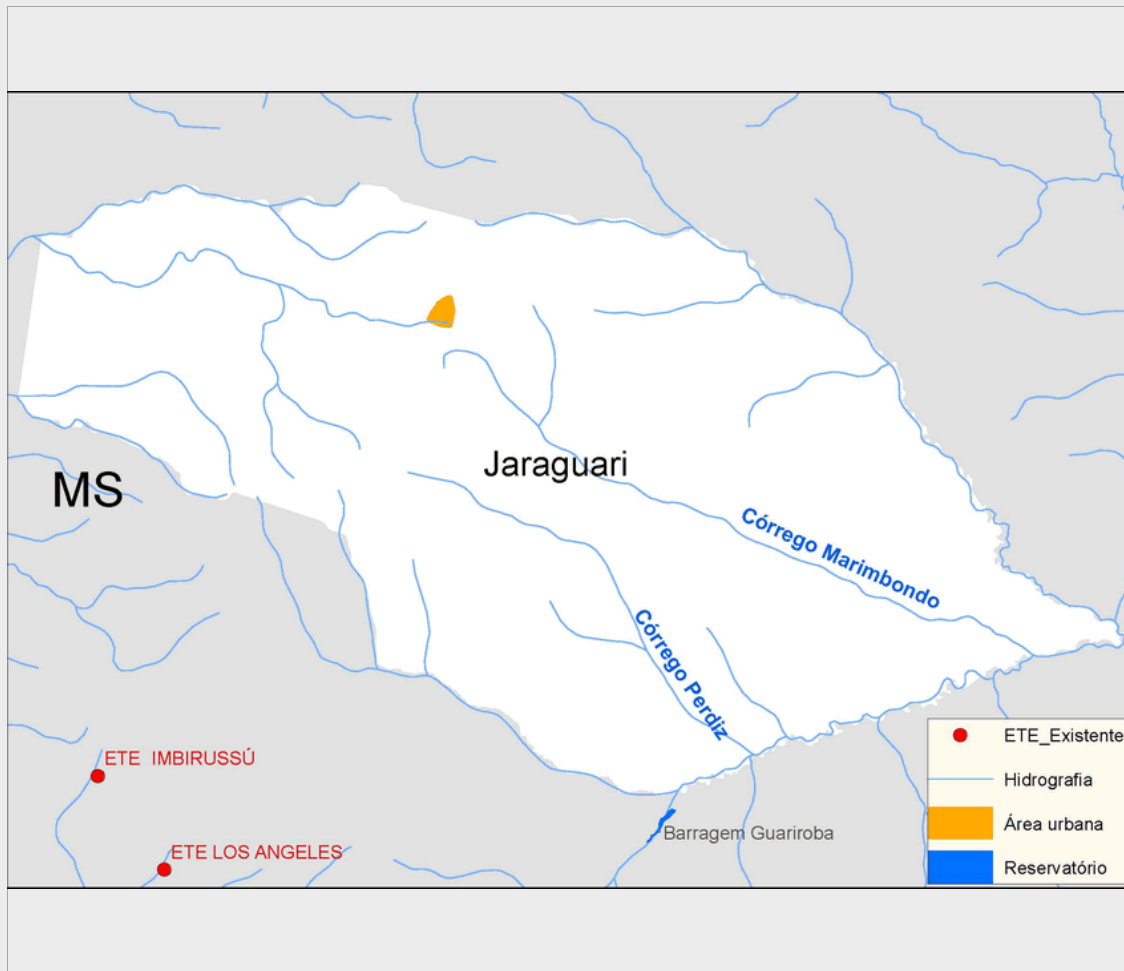 Jaraguari
MS
Córrego Marimbondo
Córrego Perdiz
ETE IMBIRUSSÚ
ETE LOS ANGELES
Barragem Guariroba
ETE_Existente
Hidrografia
Área urbana
Reservatório